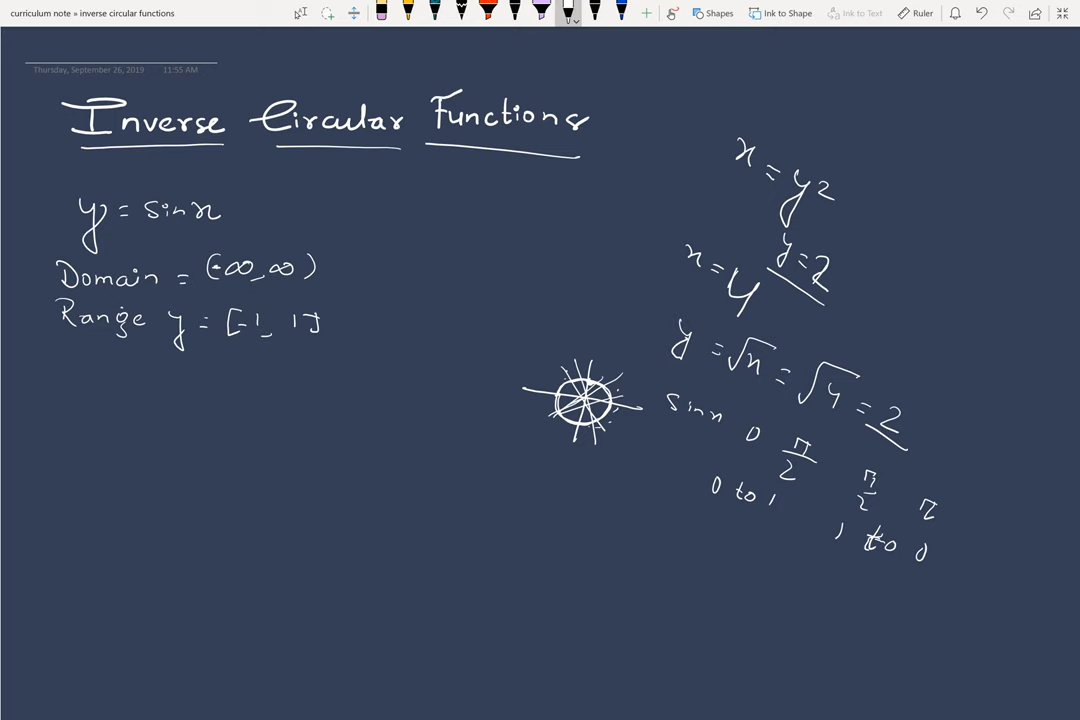 curriculum note » inverse circular functions
Shapes
Ink to Shape
Ink to Text
Ruler
Thursday, September 26, 2019 11:55 AM
Inverse Circular Functions
y = sin x
Domain = (-∞, ∞)
Range y = [-1, 1]
x = y2
y = 2
x = 4
y = √x = √4 = 2
sin x
0 π/2 π/2 π
0 to 1
1 to 0